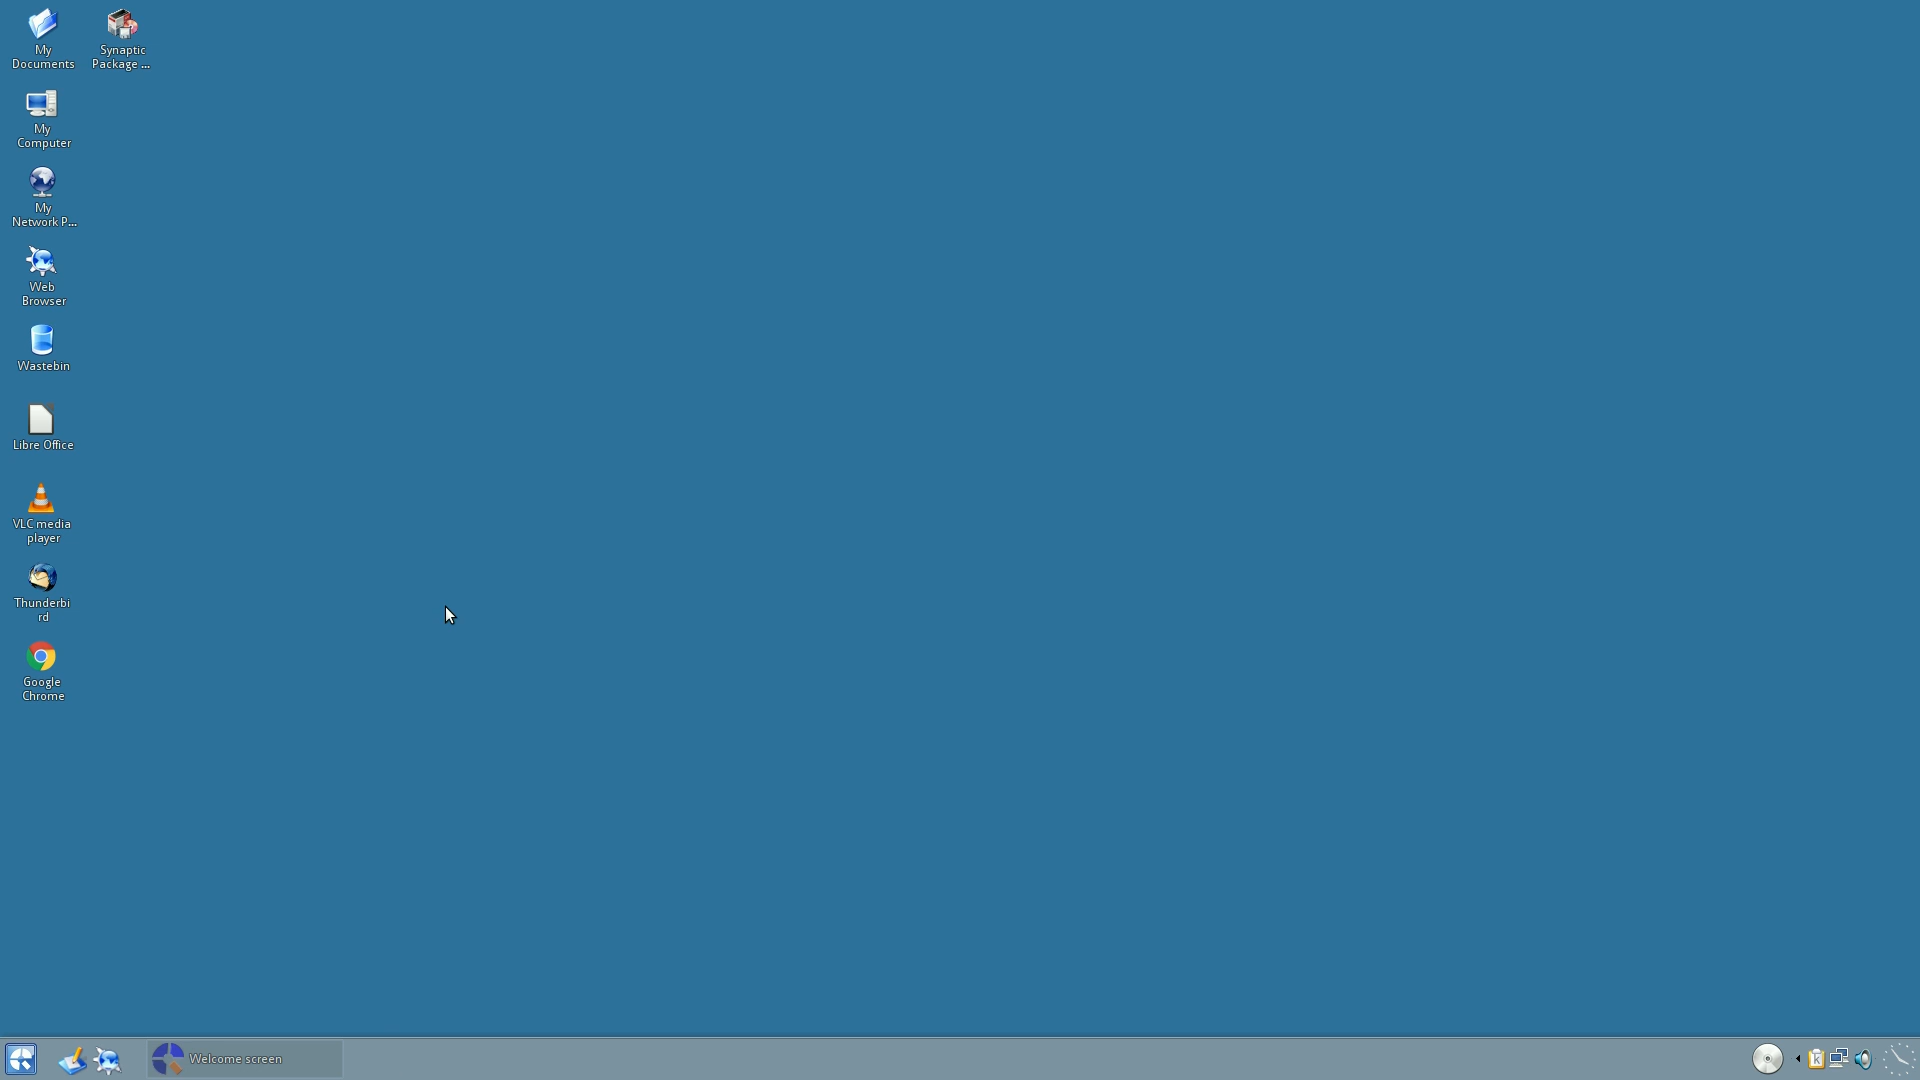 My
Documents
Synaptic
Package ...
My
Computer
My
Network P...
Web
Browser
Wastebin
Libre Office
VLC media
player
Thunderbi
rd
Google
Chrome
Welcome screen